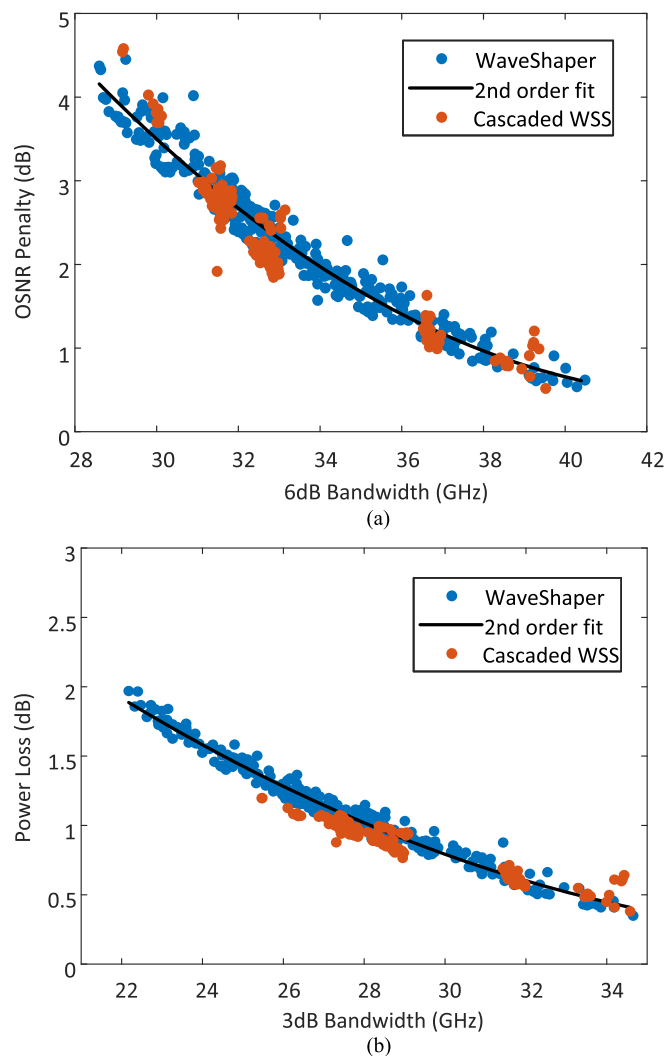 5
4
3
2
1
0
OSNR Penalty (dB)
WaveShaper
2nd order fit
Cascaded WSS
28 30 32 34 36 38 40 42
6dB Bandwidth (GHz)
(a)
3
2.5
2
1.5
1
0.5
0
Power Loss (dB)
WaveShaper
2nd order fit
Cascaded WSS
22 24 26 28 30 32 34
3dB Bandwidth (GHz)
(b)